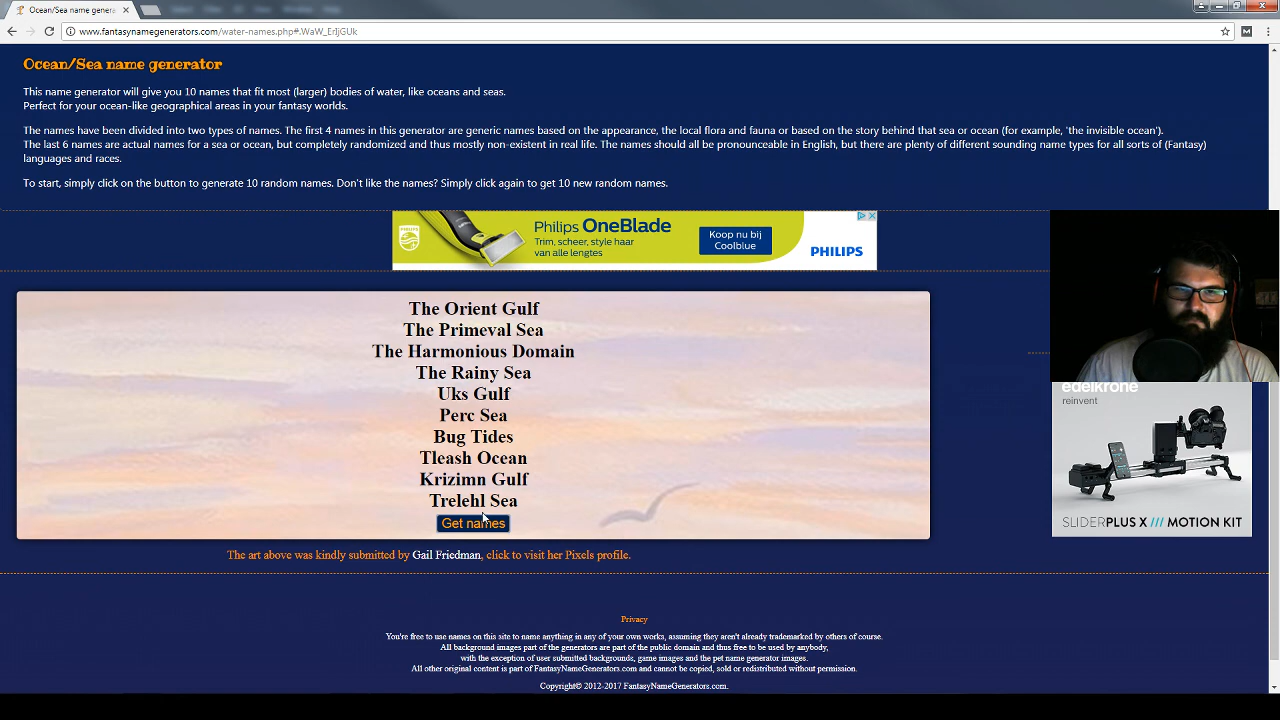 Ocean/Sea name genera
www.fantasynamegenerators.com/water-names.php#.WaW_ErIjGUk
Ocean/Sea name generator
This name generator will give you 10 names that fit most (larger) bodies of water, like oceans and seas.
Perfect for your ocean-like geographical areas in your fantasy worlds.
The names have been divided into two types of names. The first 4 names in this generator are generic names based on the appearance, the local flora and fauna or based on the story behind that sea or ocean (for example, 'the invisible ocean').
The last 6 names are actual names for a sea or ocean, but completely randomized and thus mostly non-existent in real life. The names should all be pronounceable in English, but there are plenty of different sounding name types for all sorts of (Fantasy)
languages and races.
To start, simply click on the button to generate 10 random names. Don't like the names? Simply click again to get 10 new random names.
PHILIPS
Philips OneBlade
Trim, scheer, style haar
van alle lengtes
Koop nu bij
Coolblue
PHILIPS
The Orient Gulf
The Primeval Sea
The Harmonious Domain
The Rainy Sea
Uks Gulf
Perc Sea
Bug Tides
Tleash Ocean
Krizimn Gulf
Trelehl Sea
Get names
The art above was kindly submitted by Gail Friedman, click to visit her Pixels profile.
edelkrone
reinvent
SLIDERPLUS X /// MOTION KIT
Privacy
You're free to use names on this site to name anything in any of your own works, assuming they aren't already trademarked by others of course.
All background images part of the generators are part of the public domain and thus free to be used by anybody,
with the exception of user submitted backgrounds, game images and the pet name generator images.
All other original content is part of FantasyNameGenerators.com and cannot be copied, sold or redistributed without permission.
Copyright© 2012-2017 FantasyNameGenerators.com.